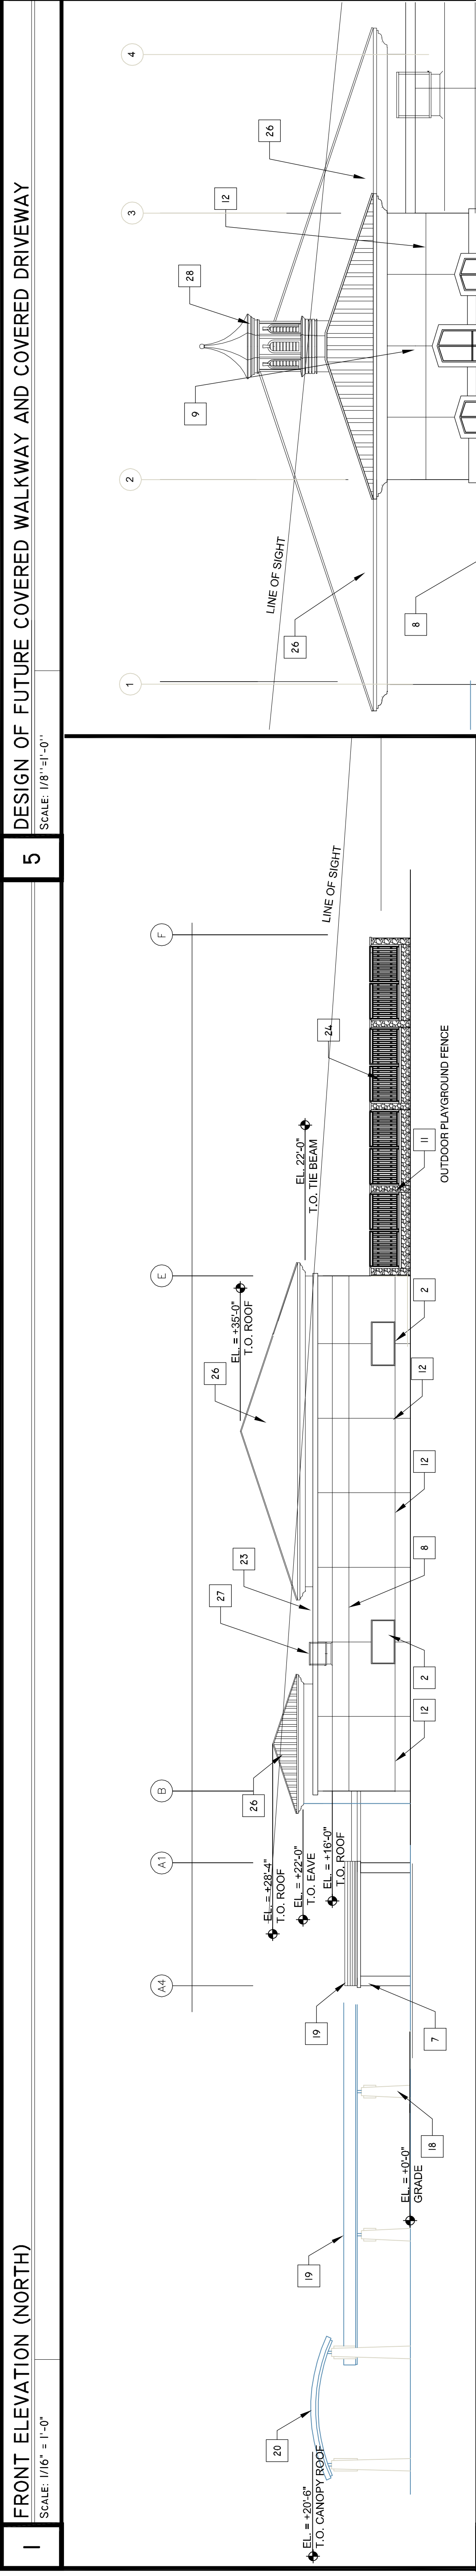 1
FRONT ELEVATION (NORTH)
SCALE: 1/16" = 1'-0"
5
DESIGN OF FUTURE COVERED WALKWAY AND COVERED DRIVEWAY
SCALE: 1/8''=1'-0''
A4
A1
B
E
F
EL. = +20'-6"
T.O. CANOPY ROOF
20
19
19
18
7
EL. = +0'-0"
GRADE
EL. = +28'-4"
T.O. ROOF
EL. = +22'-0"
T.O. EAVE
EL. = +16'-0"
T.O. ROOF
26
27
23
26
EL. = +35'-0"
T.O. ROOF
EL. 22'-0"
T.O. TIE BEAM
24
LINE OF SIGHT
12
2
8
12
12
2
11
OUTDOOR PLAYGROUND FENCE
1
2
3
4
LINE OF SIGHT
26
9
28
12
26
8